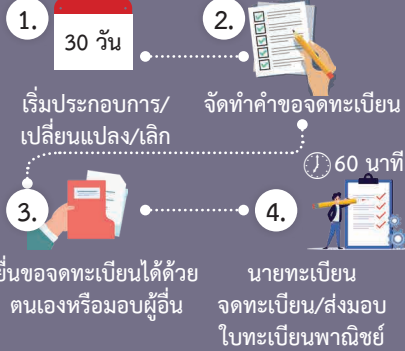 1.
30 วัน
เริ่มประกอบการ/
เปลี่ยนแปลง/เลิก
2.
จัดทำคำขอจดทะเบียน
60 นาที
3.
ยื่นขอจดทะเบียนได้ด้วย
ตนเองหรือมอบผู้อื่น
4.
นายทะเบียน
จดทะเบียน/ส่งมอบ
ใบทะเบียนพาณิชย์